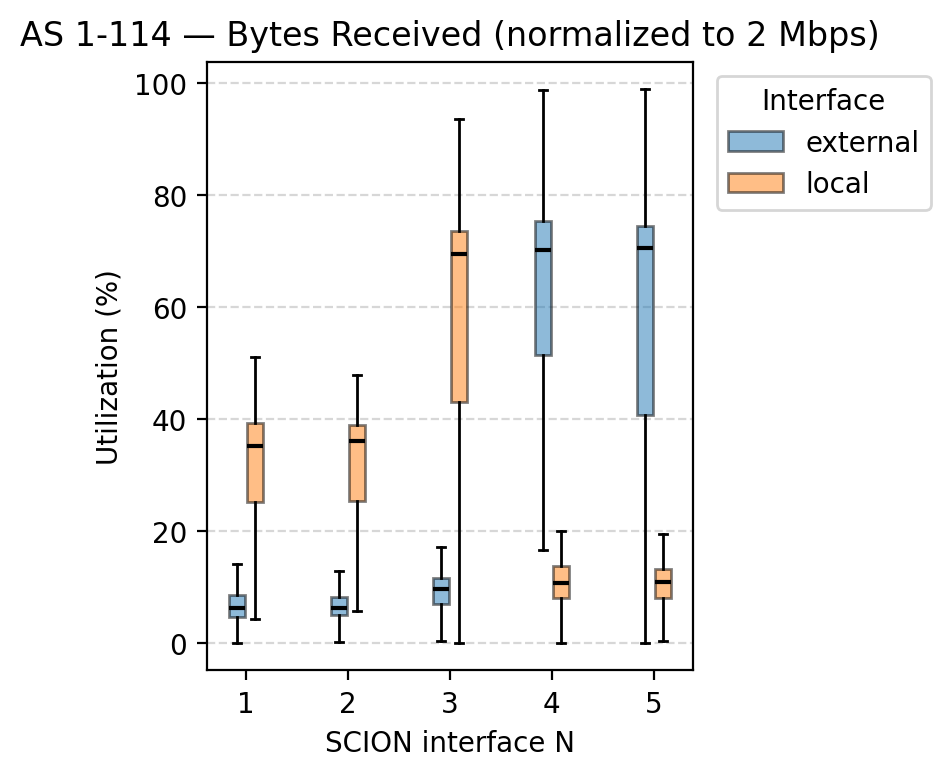 AS 1-114 — Bytes Received (normalized to 2 Mbps)
Interface
external
local
Utilization (%)
100
80
60
40
20
0
1 2 3 4 5
SCION interface N